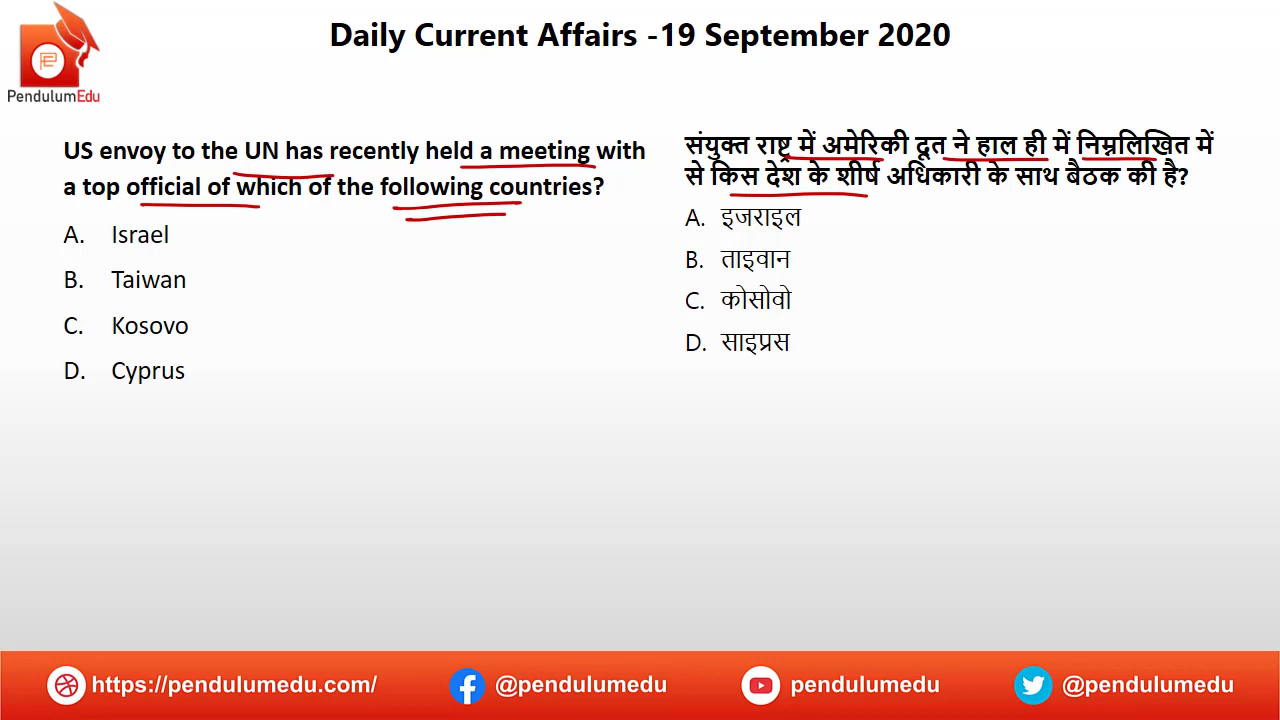 Daily Current Affairs -19 September 2020
PendulumEdu
US envoy to the UN has recently held a meeting with
a top official of which of the following countries?
A. Israel
B. Taiwan
C. Kosovo
D. Cyprus
संयुक्त राष्ट्र में अमेरिकी दूत ने हाल ही में निम्नलिखित में
से किस देश के शीर्ष अधिकारी के साथ बैठक की है?
A. इजराइल
B. ताइवान
C. कोसोवो
D. साइप्रस
https://pendulumedu.com/ @pendulumedu pendulumedu @pendulumedu